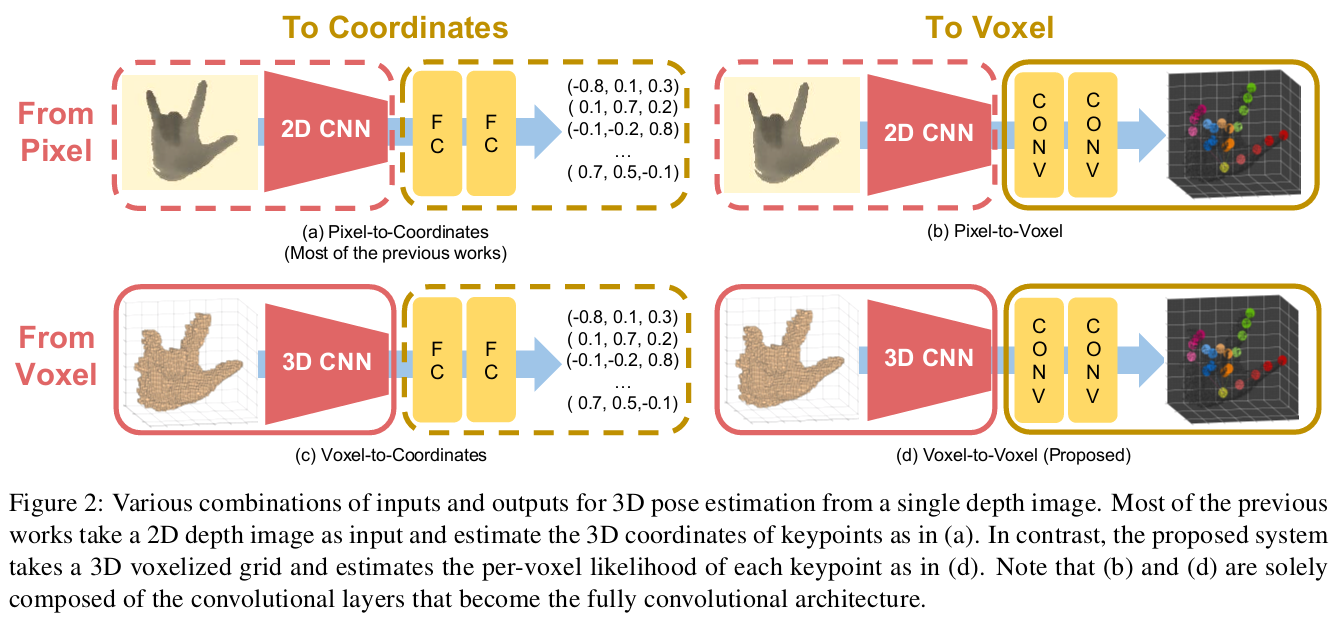 To Coordinates
To Voxel
From
Pixel
2D CNN
F
C
F
C
(-0.8, 0.1, 0.3)
( 0.1, 0.7, 0.2)
(-0.1,-0.2, 0.8)
...
( 0.7, 0.5,-0.1)
(a) Pixel-to-Coordinates
(Most of the previous works)
2D CNN
C
O
N
V
C
O
N
V
(b) Pixel-to-Voxel
From
Voxel
3D CNN
F
C
F
C
(-0.8, 0.1, 0.3)
( 0.1, 0.7, 0.2)
(-0.1,-0.2, 0.8)
...
( 0.7, 0.5,-0.1)
(c) Voxel-to-Coordinates
3D CNN
C
O
N
V
C
O
N
V
(d) Voxel-to-Voxel (Proposed)
Figure 2: Various combinations of inputs and outputs for 3D pose estimation from a single depth image. Most of the previous
works take a 2D depth image as input and estimate the 3D coordinates of keypoints as in (a). In contrast, the proposed system
takes a 3D voxelized grid and estimates the per-voxel likelihood of each keypoint as in (d). Note that (b) and (d) are solely
composed of the convolutional layers that become the fully convolutional architecture.